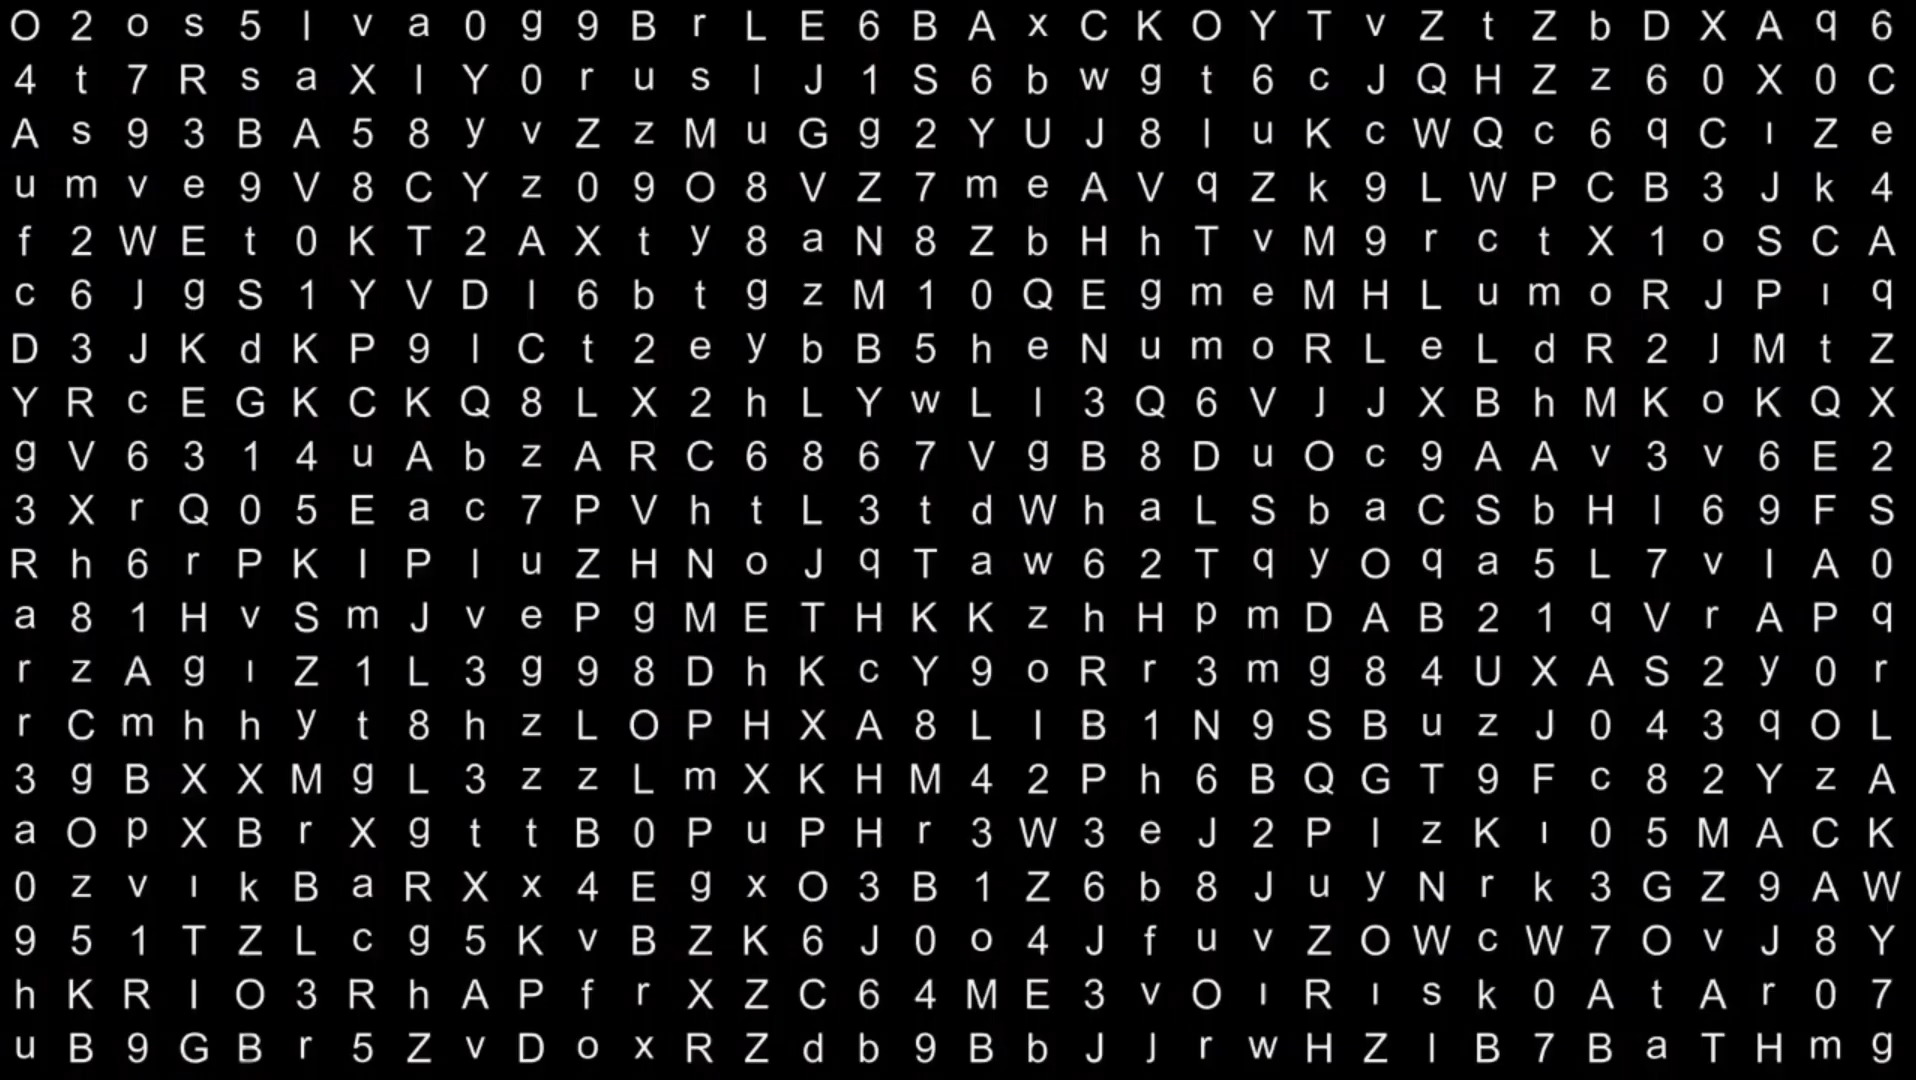 O 2 o s 5 l v a 0 g 9 B r L E 6 B A x C K O Y T v Z t Z b D X A q 6
4 t 7 R s a X l Y 0 r u s l J 1 S 6 b w g t 6 c J Q H Z z 6 0 X 0 C
A s 9 3 B A 5 8 y v Z z M u G g 2 Y U J 8 l u K c W Q c 6 q C ı Z e
u m v e 9 V 8 C Y z 0 9 O 8 V Z 7 m e A V q Z k 9 L W P C B 3 J k 4
f 2 W E t 0 K T 2 A X t y 8 a N 8 Z b H h T v M 9 r c t X 1 o S C A
c 6 J g S 1 Y V D l 6 b t g z M 1 0 Q E g m e M H L u m o R J P ı q
D 3 J K d K P 9 l C t 2 e y b B 5 h e N u m o R L e L d R 2 J M t Z
Y R c E G K C K Q 8 L X 2 h L Y w L l 3 Q 6 V J J X B h M K o K Q X
g V 6 3 1 4 u A b z A R C 6 8 6 7 V g B 8 D u O c 9 A A v 3 v 6 E 2
3 X r Q 0 5 E a c 7 P V h t L 3 t d W h a L S b a C S b H l 6 9 F S
R h 6 r P K l P l u Z H N o J q T a w 6 2 T q y O q a 5 L 7 v l A 0
a 8 1 H v S m J v e P g M E T H K K z h H p m D A B 2 1 q V r A P q
r z A g ı Z 1 L 3 g 9 8 D h K c Y 9 o R r 3 m g 8 4 U X A S 2 y 0 r
r C m h h y t 8 h z L O P H X A 8 L l B 1 N 9 S B u z J 0 4 3 q O L
3 g B X X M g L 3 z z L m X K H M 4 2 P h 6 B Q G T 9 F c 8 2 Y z A
a O p X B r X g t t B 0 P u P H r 3 W 3 e J 2 P l z K ı 0 5 M A C K
0 z v ı k B a R X x 4 E g x O 3 B 1 Z 6 b 8 J u y N r k 3 G Z 9 A W
9 5 1 T Z L c g 5 K v B Z K 6 J 0 o 4 J f u v Z O W c W 7 O v J 8 Y
h K R l O 3 R h A P f r X Z C 6 4 M E 3 v O ı R ı s k 0 A t A r 0 7
u B 9 G B r 5 Z v D o x R Z d b 9 B b J J r w H Z l B 7 B a T H m g